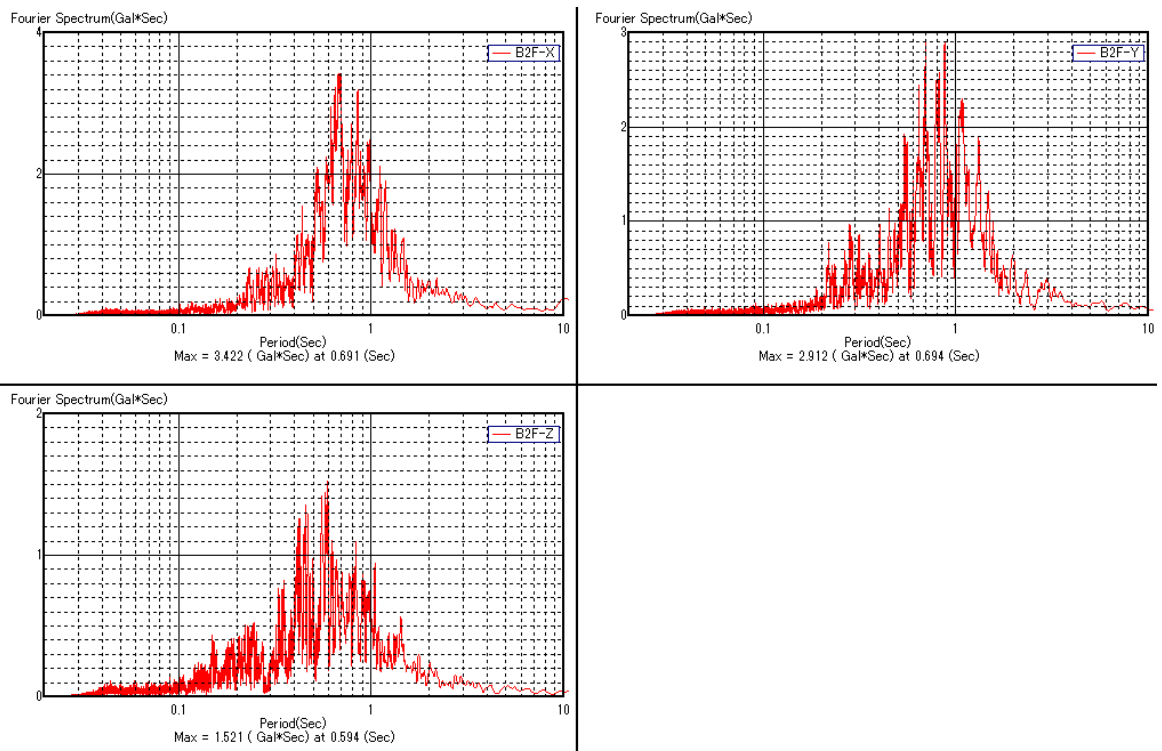 Fourier Spectrum(Gal*Sec)
4
B2F-X
2
0
0.1 1 10
Period(Sec)
Max = 3.422 ( Gal*Sec) at 0.691 (Sec)
Fourier Spectrum(Gal*Sec)
3
B2F-Y
2
1
0
0.1 1 10
Period(Sec)
Max = 2.912 ( Gal*Sec) at 0.694 (Sec)
Fourier Spectrum(Gal*Sec)
2
B2F-Z
1
0
0.1 1 10
Period(Sec)
Max = 1.521 ( Gal*Sec) at 0.594 (Sec)